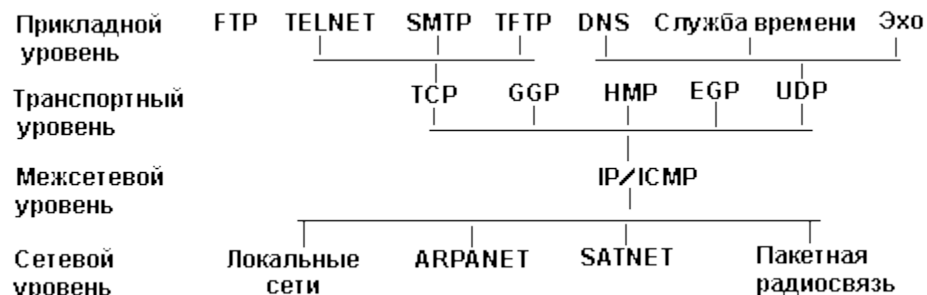 Прикладной уровень
FTP TELNET SMTP TFTP DNS Служба времени Эхо
Транспортный уровень
TCP GGP HMP EGP UDP
Межсетевой уровень
IP/ICMP
Сетевой уровень
Локальные сети
ARPANET SATNET
Пакетная радиосвязь